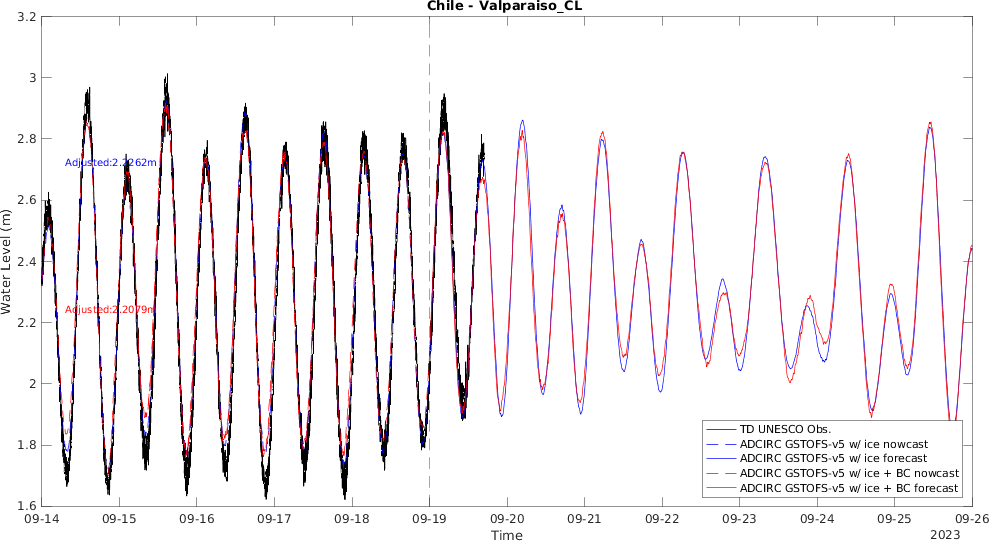 Chile - Valparaiso_CL
3.2
3
2.8
2.6
2.4
2.2
2
1.8
1.6
Water Level (m)
Adjusted:2.2262m
Adjusted:2.2079m
TD UNESCO Obs.
ADCIRC GSTOFS-v5 w/ ice nowcast
ADCIRC GSTOFS-v5 w/ ice forecast
ADCIRC GSTOFS-v5 w/ ice + BC nowcast
ADCIRC GSTOFS-v5 w/ ice + BC forecast
09-14 09-15 09-16 09-17 09-18 09-19 09-20 09-21 09-22 09-23 09-24 09-25 09-26
Time
2023